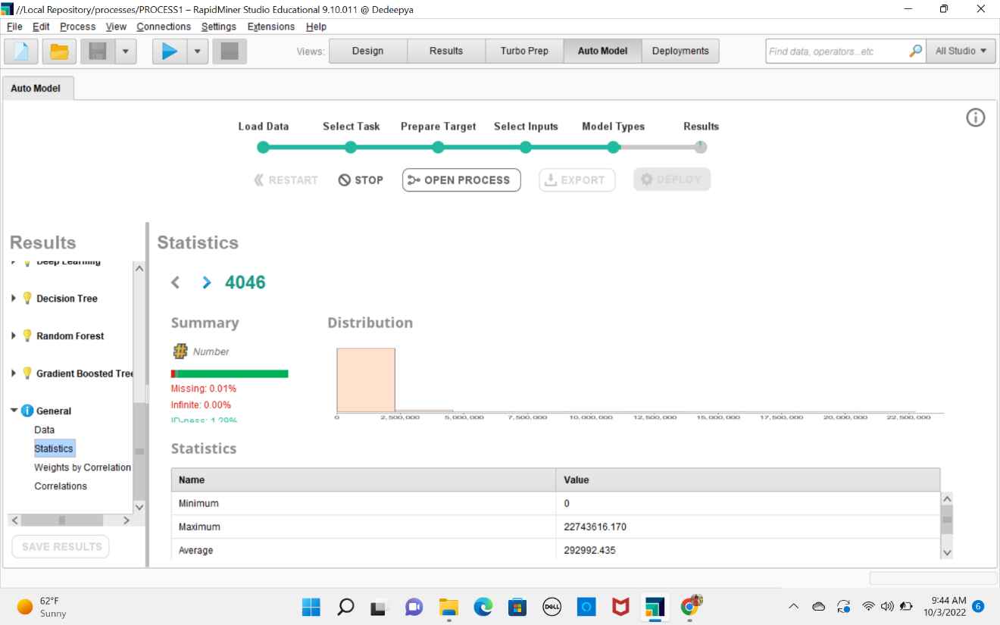 //Local Repository/processes/PROCESS1 – RapidMiner Studio Educational 9.10.011 @ Dedeepya
File Edit Process View Connections Settings Extensions Help
Views: Design Results Turbo Prep Auto Model Deployments Find data, operators...etc All Studio
Auto Model
Load Data Select Task Prepare Target Select Inputs Model Types Results
RESTART STOP OPEN PROCESS EXPORT DEPLOY
Results
Deep Learning
Decision Tree
Random Forest
Gradient Boosted Tree
General
Data
Statistics
Weights by Correlation
Correlations
SAVE RESULTS
Statistics
4046
Summary
Number
Missing: 0.01%
Infinite: 0.00%
ID-ness: 1.29%
Distribution
0 2,500,000 5,000,000 7,500,000 10,000,000 12,500,000 15,000,000 17,500,000 20,000,000 22,500,000
Statistics
Name Value
Minimum 0
Maximum 22743616.170
Average 292992.435
62°F
Sunny
DELL
9:44 AM
10/3/2022
6